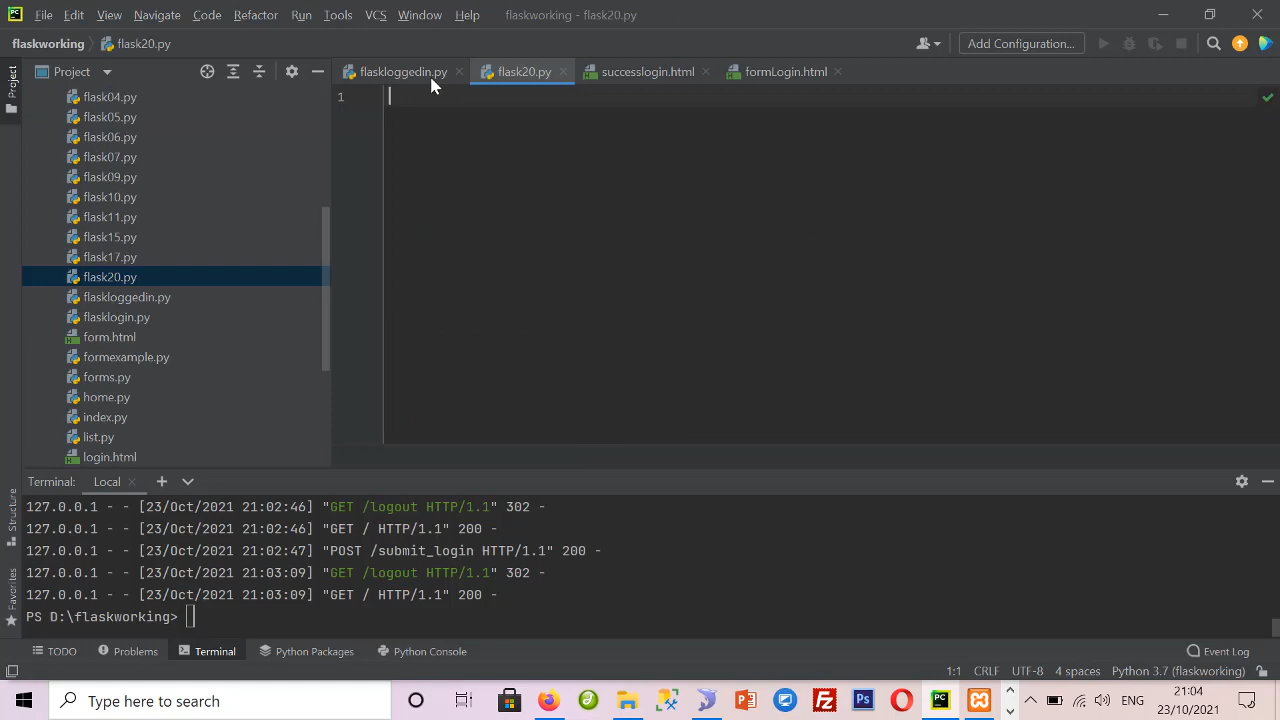 PC File Edit View Navigate Code Refactor Run Tools VCS Window Help flaskworking - flask20.py
flaskworking flask20.py Add Configuration...
Project
Project flaskloggedin.py flask20.py successlogin.html formLogin.html
1
flask04.py
flask05.py
flask06.py
flask07.py
flask09.py
flask10.py
flask11.py
flask15.py
flask17.py
flask20.py
flaskloggedin.py
flasklogin.py
form.html
formexample.py
forms.py
home.py
index.py
list.py
login.html
Structure
Favorites
Terminal: Local
127.0.0.1 - - [23/Oct/2021 21:02:46] "GET /logout HTTP/1.1" 302 -
127.0.0.1 - - [23/Oct/2021 21:02:46] "GET / HTTP/1.1" 200 -
127.0.0.1 - - [23/Oct/2021 21:02:47] "POST /submit_login HTTP/1.1" 200 -
127.0.0.1 - - [23/Oct/2021 21:03:09] "GET /logout HTTP/1.1" 302 -
127.0.0.1 - - [23/Oct/2021 21:03:09] "GET / HTTP/1.1" 200 -
PS D:\flaskworking>
TODO Problems Terminal Python Packages Python Console Event Log
1:1 CRLF UTF-8 4 spaces Python 3.7 (flaskworking)
Type here to search Ps PC ENG 21:04
23/10/2021